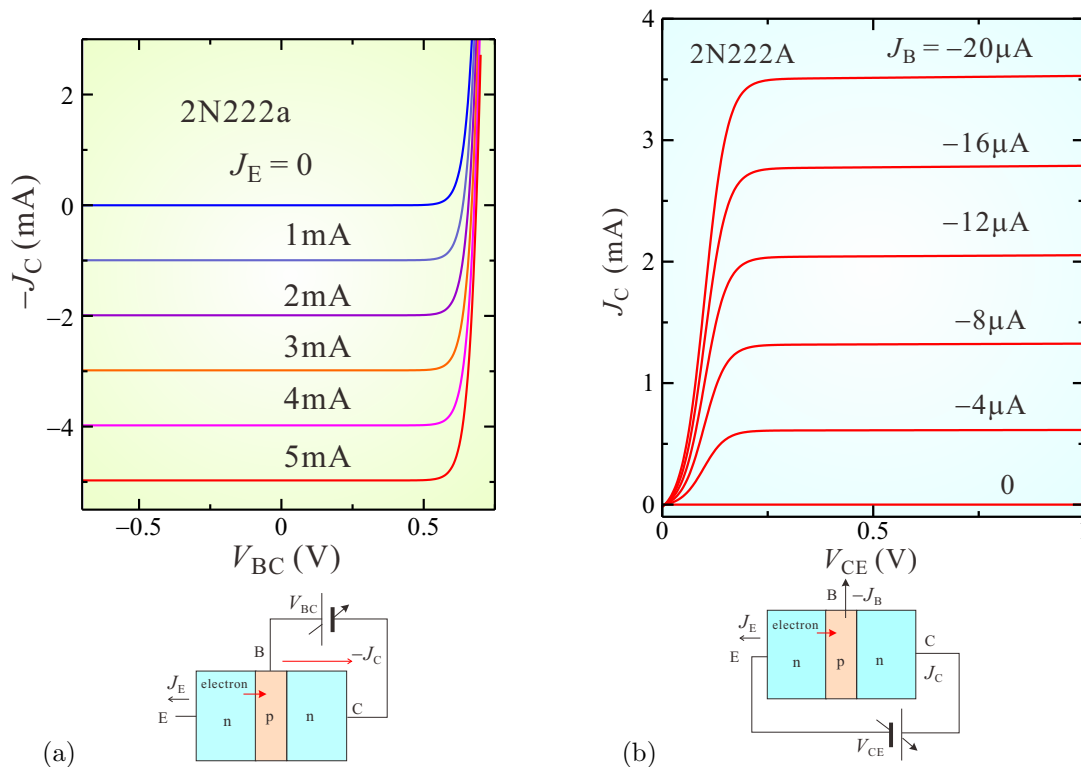 2N222a
J_E = 0
1mA
2mA
3mA
4mA
5mA
2
0
−2
−4
−J_C (mA)
−0.5
0
0.5
V_BC (V)
2N222A
J_B = −20μA
−16μA
−12μA
−8μA
−4μA
0
4
3
2
1
0
J_C (mA)
0
0.5
1
V_CE (V)
V_BC
B
−J_C
J_E
electron
E
n
p
n
C
(a)
B
−J_B
J_E
electron
E
n
p
n
C
J_C
V_CE
(b)